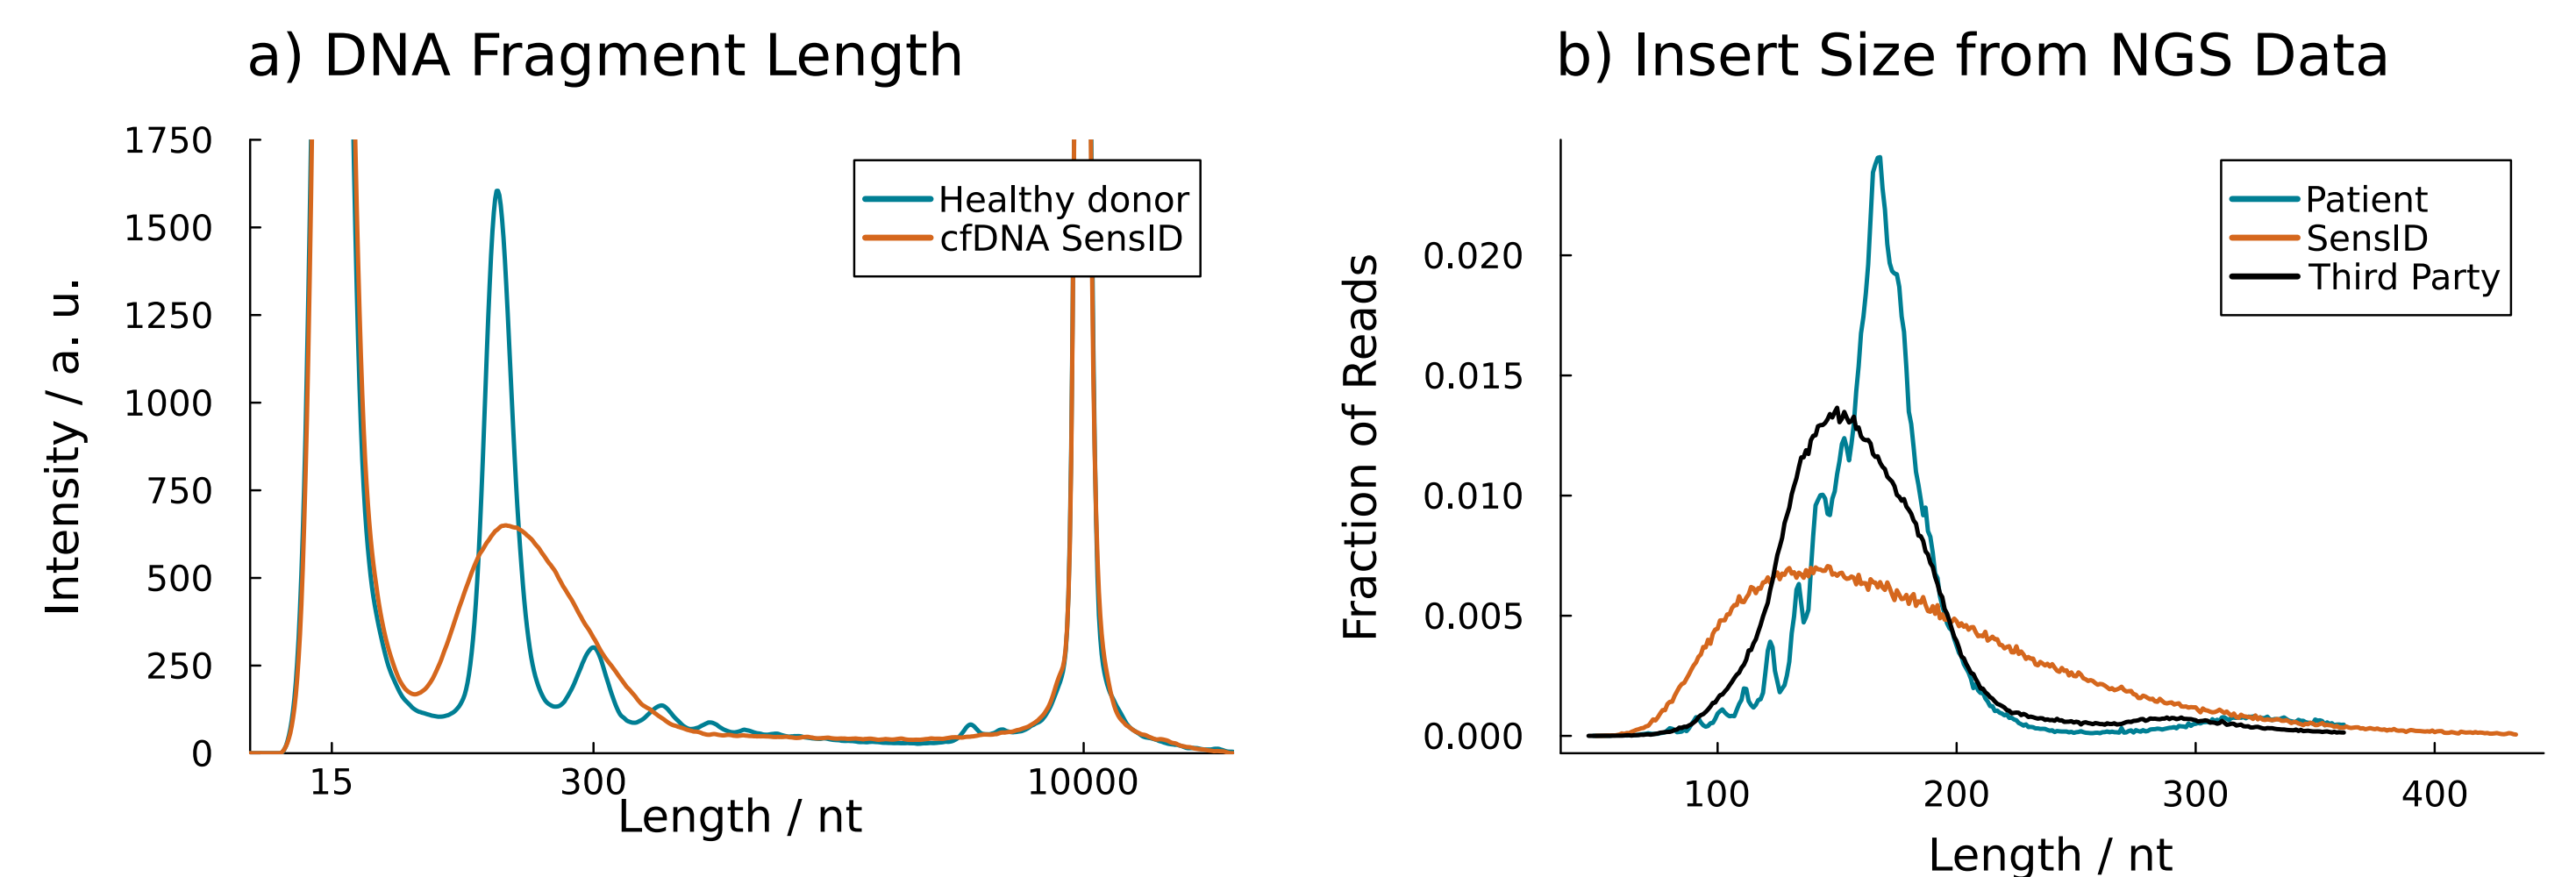 a) DNA Fragment Length
1750
1500
1250
1000
750
500
250
0
Intensity / a. u.
Healthy donor
cfDNA SensID
15
300
10000
Length / nt
b) Insert Size from NGS Data
0.020
0.015
0.010
0.005
0.000
Fraction of Reads
Patient
SensID
Third Party
100
200
300
400
Length / nt